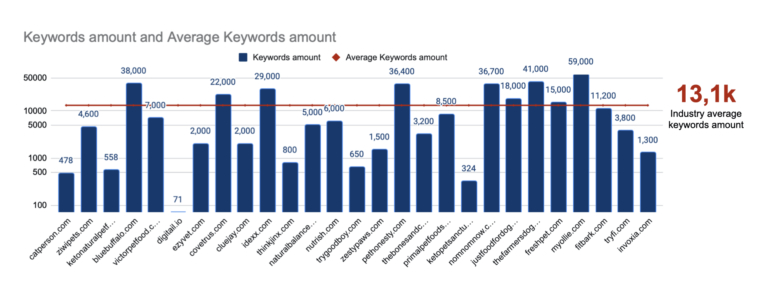 Keywords amount and Average Keywords amount
Keywords amount
Average Keywords amount
50000
10000
5000
1000
500
100
478
4,600
558
38,000
7,000
71
2,000
22,000
2,000
29,000
800
5,000
6,000
650
1,500
36,400
3,200
8,500
324
36,700
18,000
41,000
15,000
59,000
11,200
3,800
1,300
13,1k
Industry average
keywords amount
catperson.com
ziwipets.com
ketonaturalpetf...
bluebuffalo.com
victorpetfood.c...
digitail.io
ezyvet.com
covetrus.com
cluejay.com
idexx.com
thinkjinx.com
naturalbalance...
nutrish.com
trygoodboy.com
zestypaws.com
pethonesty.com
thebonesandc...
primalpetfoods...
ketopetsanctu...
nomnomnow.c...
justfoodfordog...
thefarmersdog...
freshpet.com
myollie.com
fitbark.com
tryfi.com
invoxia.com